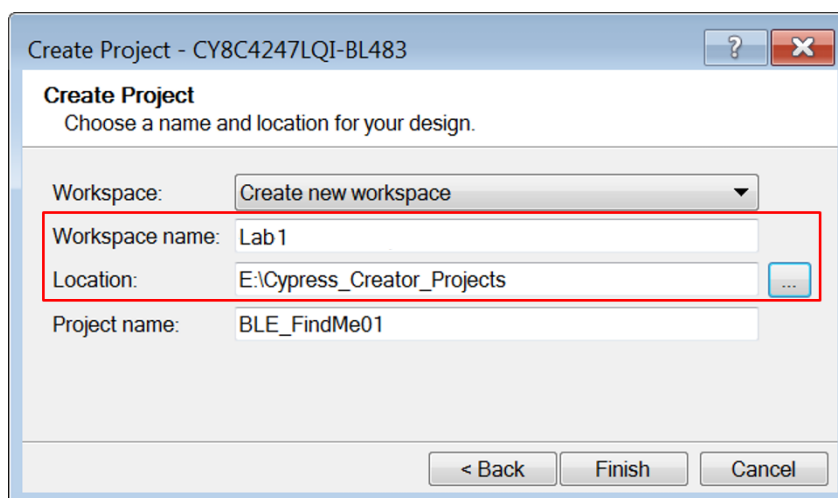 Create Project - CY8C4247LQI-BL483
Create Project
Choose a name and location for your design.
Workspace: Create new workspace
Workspace name: Lab1
Location: E:\Cypress_Creator_Projects ...
Project name: BLE_FindMe01
< Back Finish Cancel